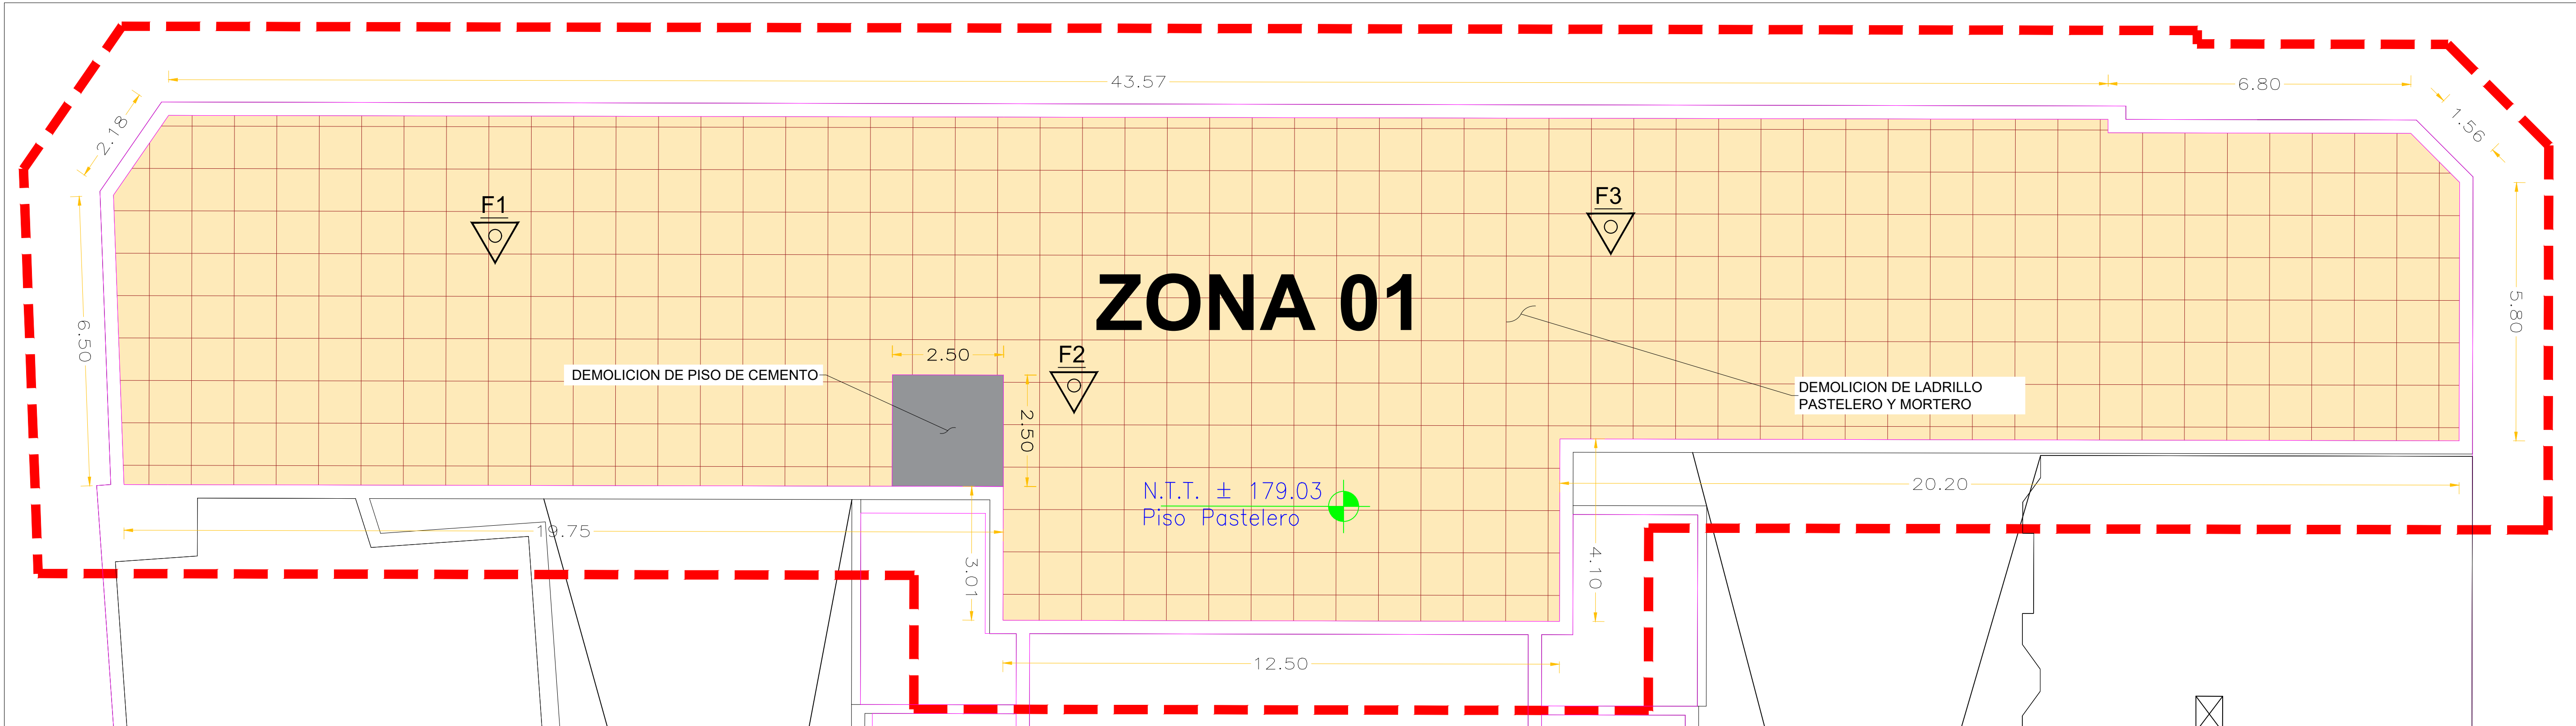 43.57
6.80
2.18
1.56
F1
F3
ZONA 01
6.50
5.80
2.50
F2
DEMOLICION DE PISO DE CEMENTO
DEMOLICION DE LADRILLO
PASTELERO Y MORTERO
2.50
N.T.T. ± 179.03
Piso Pastelero
20.20
19.75
3.01
4.10
12.50